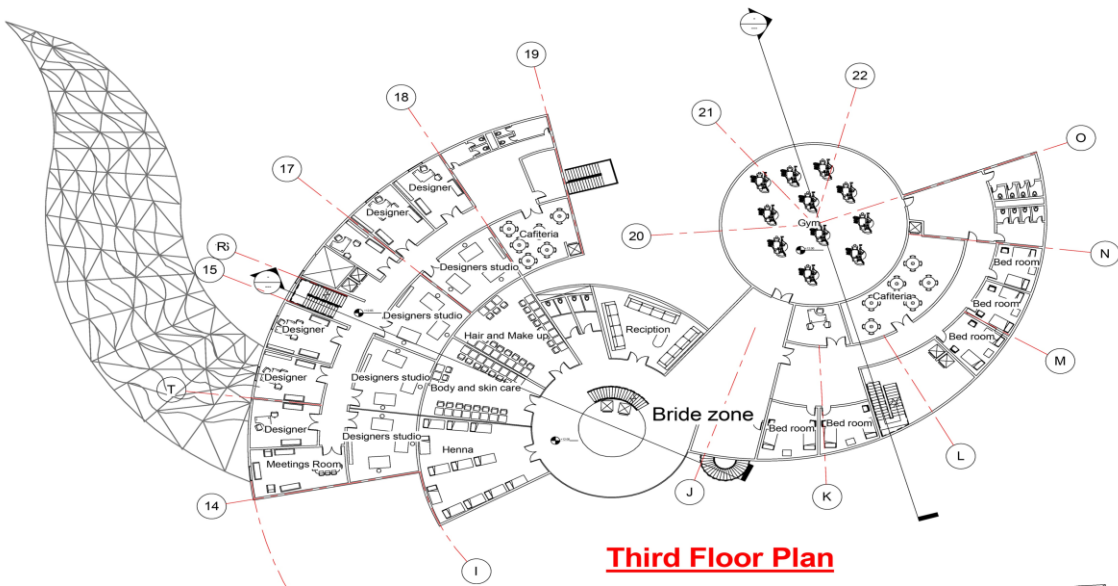 19
22
18
21
O
17
Designer
Designer
Gym
20
Cafiteria
R
15
Designers studio
N
Bed room
Cafiteria
Bed room
Designers studio
Designer
Reciption
Hair and Make up
Bed room
M
Designers studio
Designer
T
Body and skin care
Bride zone
Designer
Designers studio
Bed room
Bed room
Henna
L
Meetings Room
J
K
14
I
Third Floor Plan